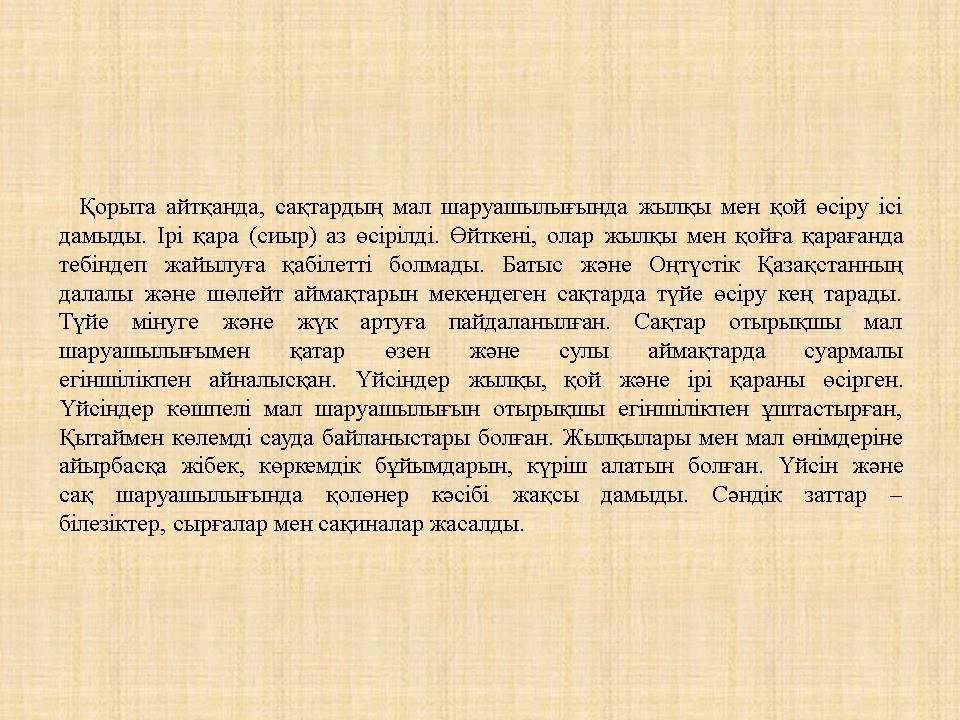 Қорыта айтқанда, сақтардың мал шаруашылығында жылқы мен қой өсіру ісі
дамыды. Ірі қара (сиыр) аз өсірілді. Өйткені, олар жылқы мен қойға қарағанда
тебіндеп жайылуға қабілетті болмады. Батыс және Оңтүстік Қазақстанның
далалы және шөлейт аймақтарын мекендеген сақтарда түйе өсіру кең тарады.
Түйе мінуге және жүк артуға пайдаланылған. Сақтар отырықшы мал
шаруашылығымен қатар өзен және сулы аймақтарда суармалы
егіншілікпен айналысқан. Үйсіндер жылқы, қой және ірі қараны өсірген.
Үйсіндер көшпелі мал шаруашылығын отырықшы егіншілікпен ұштастырған,
Қытаймен көлемді сауда байланыстары болған. Жылқылары мен мал өнімдеріне
айырбасқа жібек, көркемдік бұйымдарын, күріш алатын болған. Үйсін және
сақ шаруашылығында қолөнер кәсібі жақсы дамыды. Сәндік заттар –
білезіктер, сырғалар мен сақиналар жасалды.